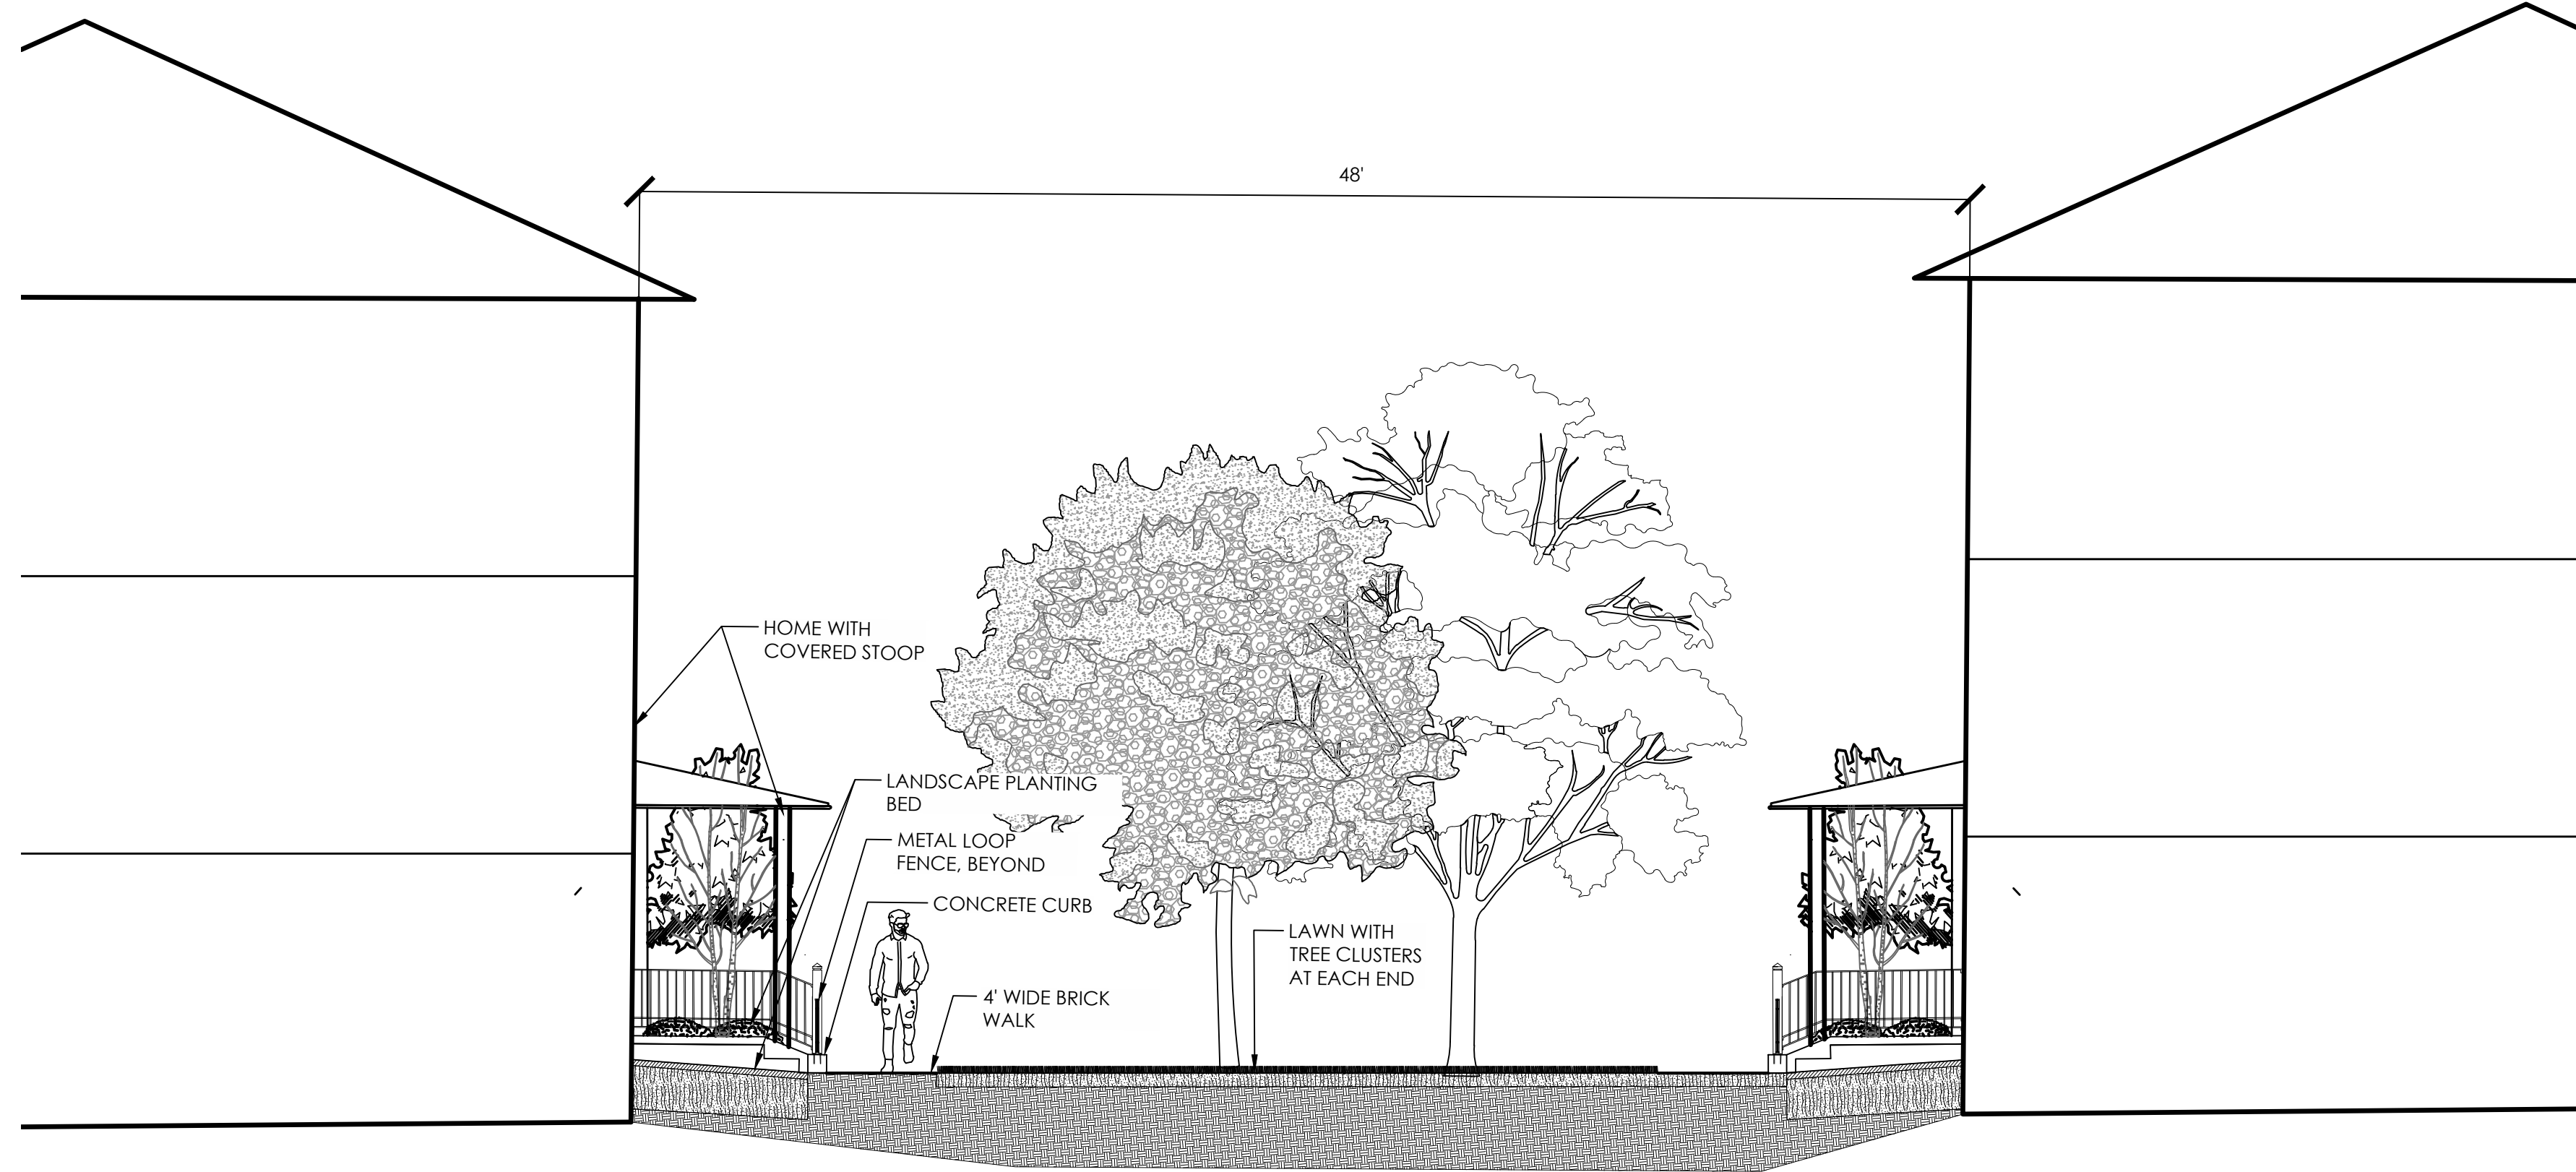 48'
HOME WITH
COVERED STOOP
LANDSCAPE PLANTING
BED
METAL LOOP
FENCE, BEYOND
CONCRETE CURB
LAWN WITH
TREE CLUSTERS
AT EACH END
4' WIDE BRICK
WALK